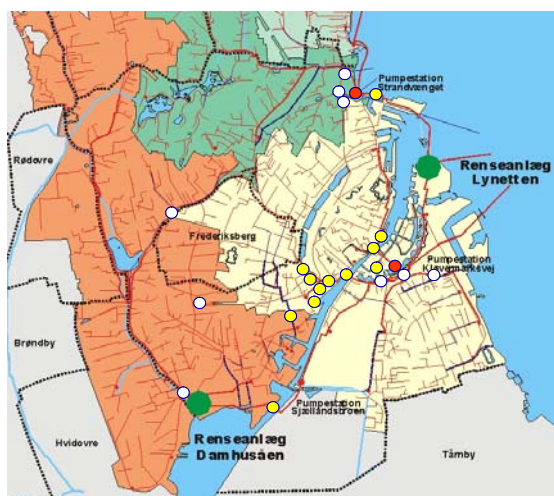 Pumpestation
Strandvænget
Renseanlæg
Lynetten
Rødovre
Frederiksberg
Pumpestation
Kløvermarksvej
Brøndby
Pumpestation
Sjællandsbroen
Renseanlæg
Damhusåen
Hvidovre
Tårnby